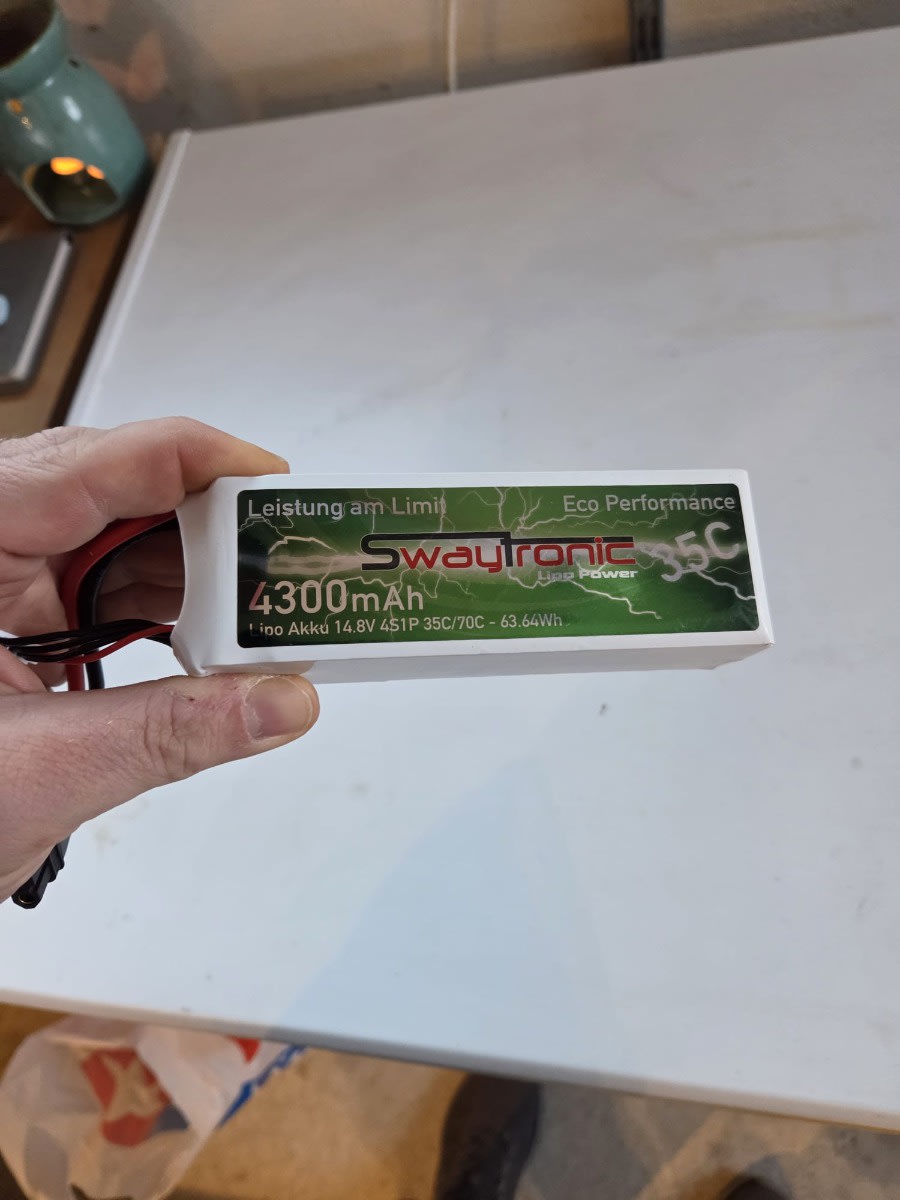 Leistung am Limit
Eco Performance
SwayTronic
Lipo Power
35C
4300mAh
Lipo Akku 14.8V 4S1P 35C/70C - 63.64Wh